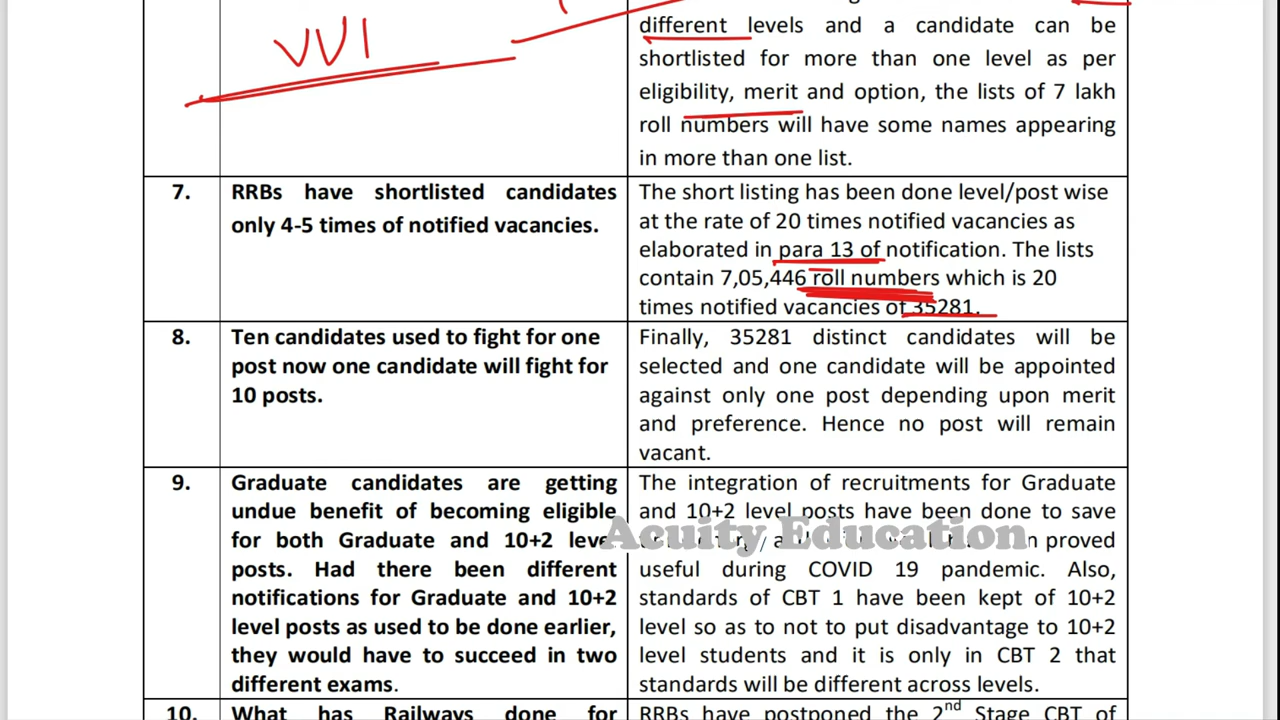 VVI
different levels and a candidate can be
shortlisted for more than one level as per
eligibility, merit and option, the lists of 7 lakh
roll numbers will have some names appearing
in more than one list.
7.
RRBs have shortlisted candidates
only 4-5 times of notified vacancies.
The short listing has been done level/post wise
at the rate of 20 times notified vacancies as
elaborated in para 13 of notification. The lists
contain 7,05,446 roll numbers which is 20
times notified vacancies of 35281.
8.
Ten candidates used to fight for one
post now one candidate will fight for
10 posts.
Finally, 35281 distinct candidates will be
selected and one candidate will be appointed
against only one post depending upon merit
and preference. Hence no post will remain
vacant.
9.
Graduate candidates are getting
undue benefit of becoming eligible
for both Graduate and 10+2 level
posts. Had there been different
notifications for Graduate and 10+2
level posts as used to be done earlier,
they would have to succeed in two
different exams.
The integration of recruitments for Graduate
and 10+2 level posts have been done to save
proved
useful during COVID 19 pandemic. Also,
standards of CBT 1 have been kept of 10+2
level so as to not to put disadvantage to 10+2
level students and it is only in CBT 2 that
standards will be different across levels.
Acuity Education
10.
What has Railways done for
RRBs have postponed the 2nd Stage CBT of